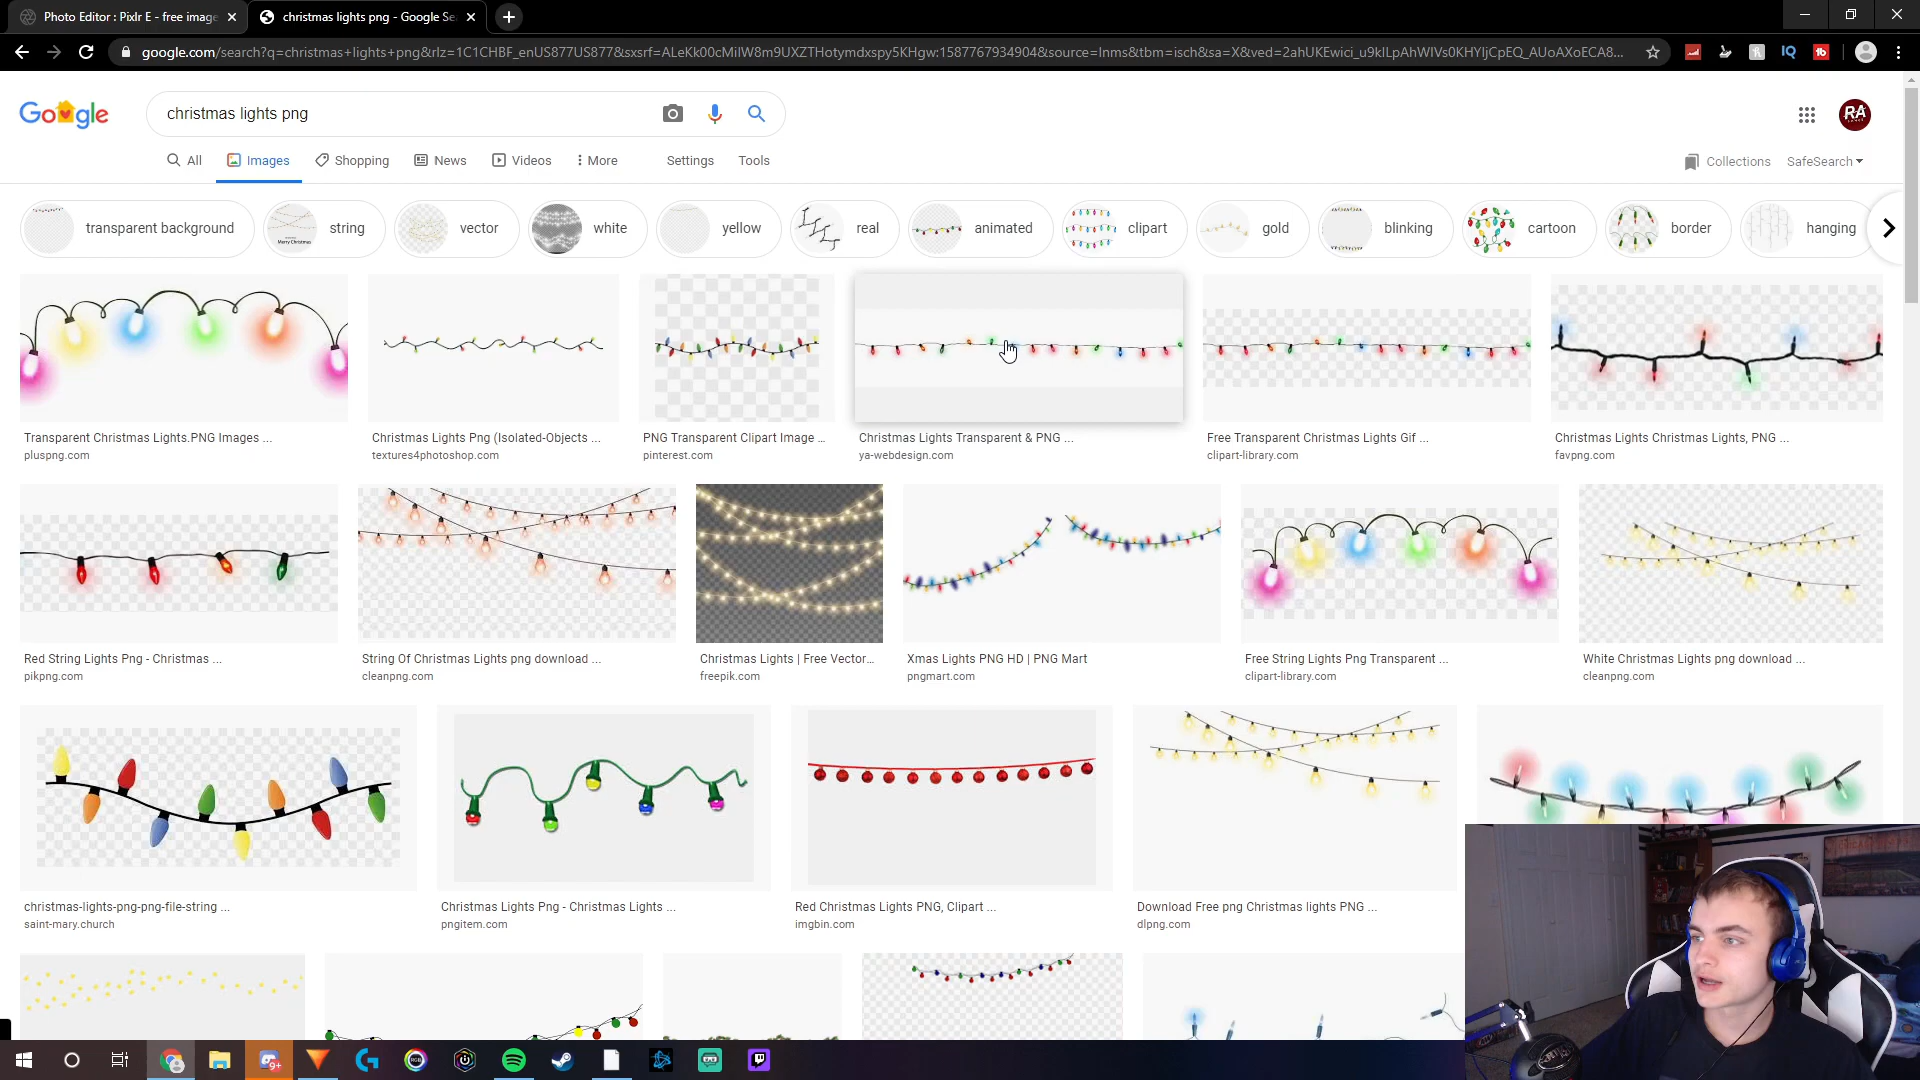 Photo Editor : Pixlr E - free image
christmas lights png - Google Se
google.com/search?q=christmas+lights+png&rlz=1C1CHBF_enUS877US877&sxsrf=ALeKk00cMiIW8m9UXZTHotymdxspy5KHgw:1587767934904&source=lnms&tbm=isch&sa=X&ved=2ahUKEwici_u9kILpAhWIVs0KHYIjCpEQ_AUoAXoECA8...
Google
christmas lights png
RA
All
Images
Shopping
News
Videos
More
Settings
Tools
Collections
SafeSearch
transparent background
string
vector
white
yellow
real
animated
clipart
gold
blinking
cartoon
border
hanging
Merry Christmas
Transparent Christmas Lights.PNG Images ...
pluspng.com
Christmas Lights Png (Isolated-Objects ...
textures4photoshop.com
PNG Transparent Clipart Image ...
pinterest.com
Christmas Lights Transparent & PNG ...
ya-webdesign.com
Free Transparent Christmas Lights Gif ...
clipart-library.com
Christmas Lights Christmas Lights, PNG ...
favpng.com
Red String Lights Png - Christmas ...
pikpng.com
String Of Christmas Lights png download ...
cleanpng.com
Christmas Lights | Free Vector...
freepik.com
Xmas Lights PNG HD | PNG Mart
pngmart.com
Free String Lights Png Transparent ...
clipart-library.com
White Christmas Lights png download ...
cleanpng.com
christmas-lights-png-png-file-string ...
saint-mary.church
Christmas Lights Png - Christmas Lights ...
pngitem.com
Red Christmas Lights PNG, Clipart ...
imgbin.com
Download Free png Christmas lights PNG ...
dlpng.com